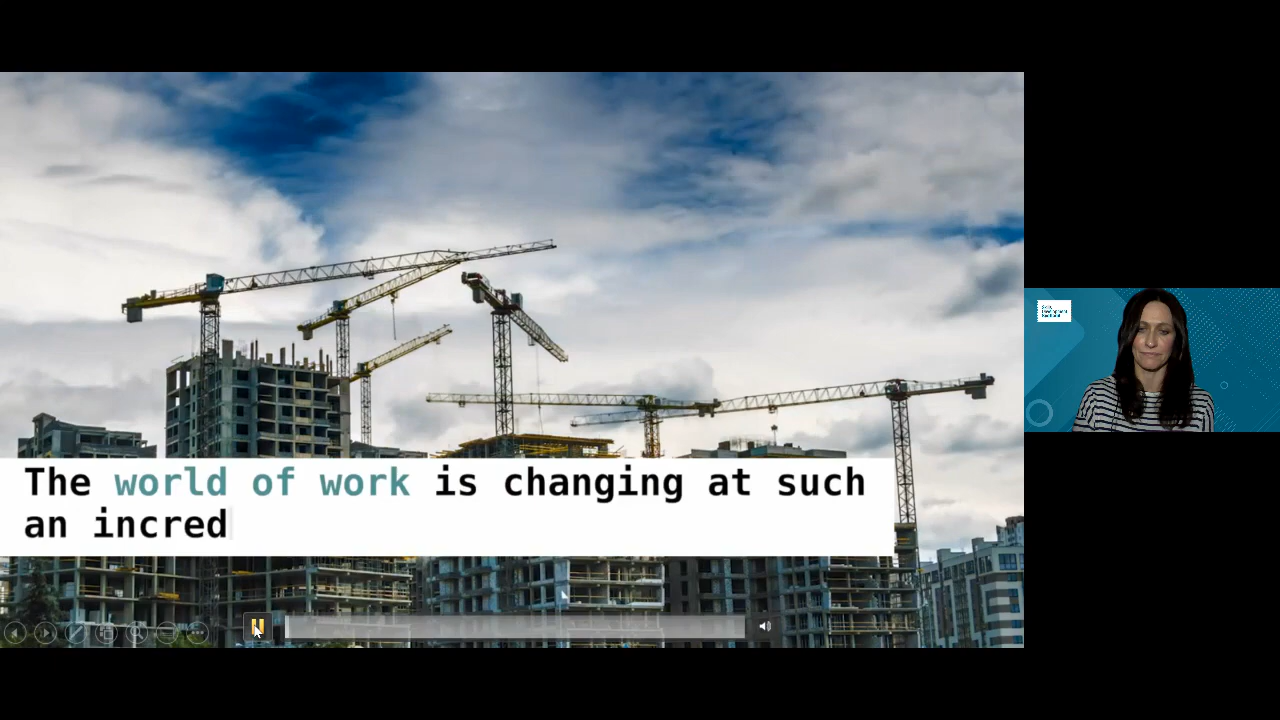 The world of work is changing at such
an incred